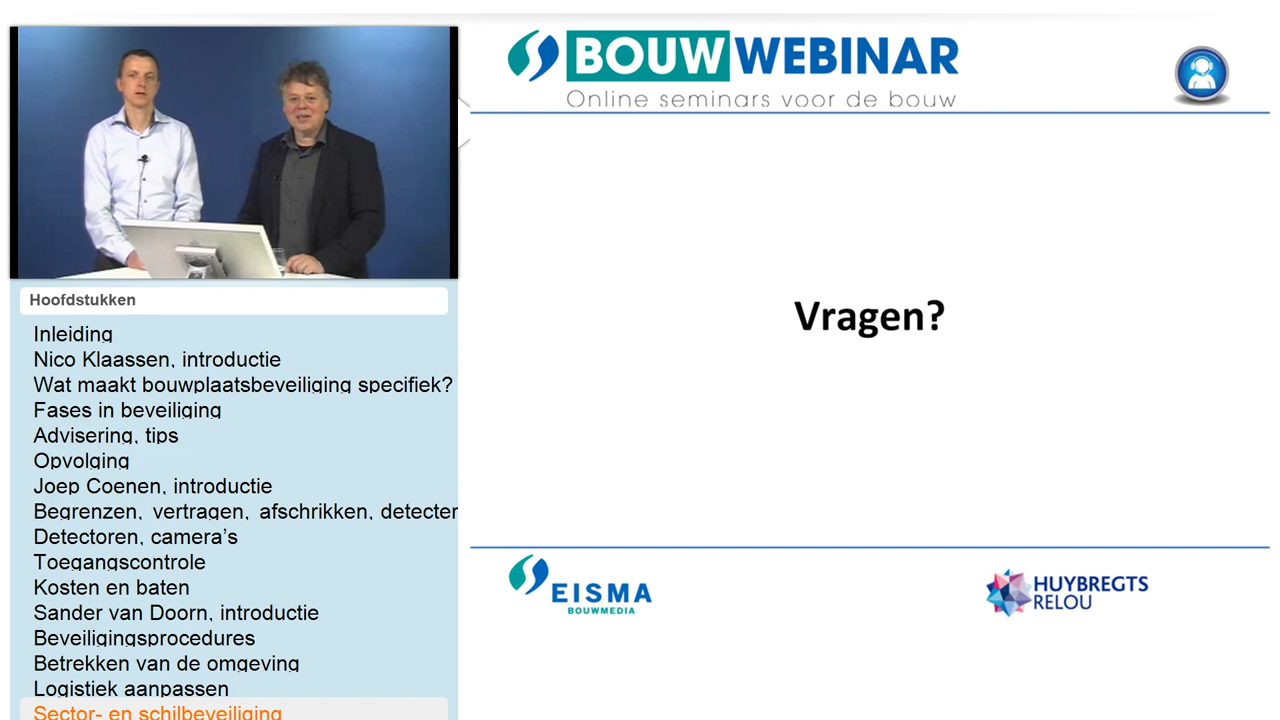 BOUWWEBINAR
Online seminars voor de bouw
Hoofdstukken
Inleiding
Nico Klaassen, introductie
Wat maakt bouwplaatsbeveiliging specifiek?
Fases in beveiliging
Advisering, tips
Opvolging
Joep Coenen, introductie
Begrenzen, vertragen, afschrikken, detecter
Detectoren, camera's
Toegangscontrole
Kosten en baten
Sander van Doorn, introductie
Beveiligingsprocedures
Betrekken van de omgeving
Logistiek aanpassen
Sector- en schilbeveiliging
Vragen?
EISMA
BOUWMEDIA
HUYBREGTS
RELOU